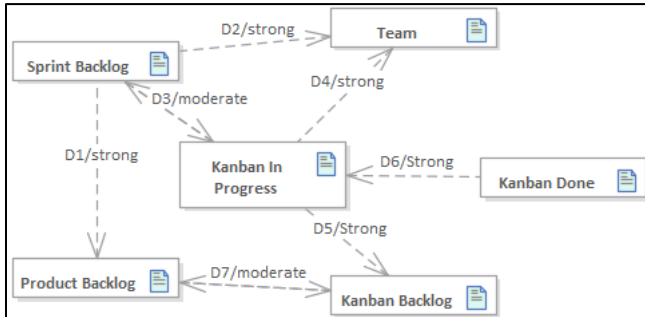 D2/strong
Team
Sprint Backlog
D3/moderate
D4/strong
D1/strong
Kanban In
Progress
D6/Strong
Kanban Done
D5/Strong
Product Backlog
D7/moderate
Kanban Backlog